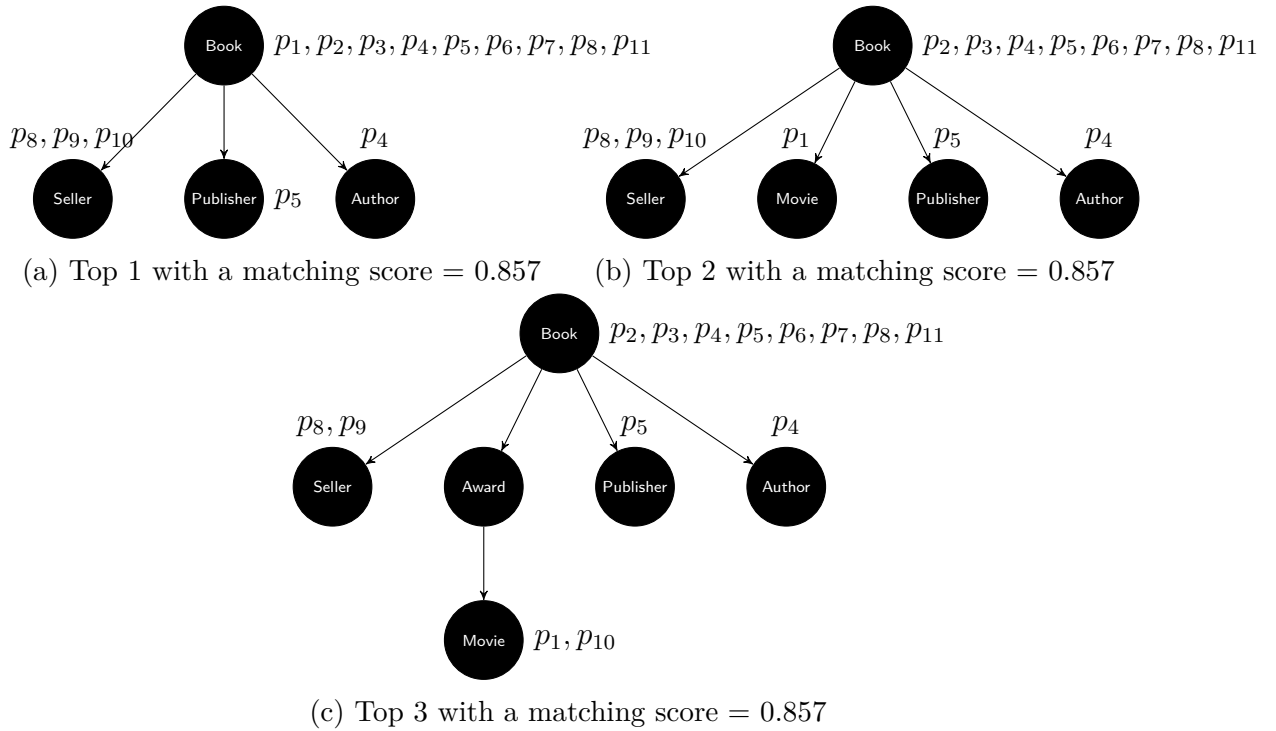 Book p₁, p₂, p₃, p₄, p₅, p₆, p₇, p₈, p₁₁
p₈, p₉, p₁₀ p₄
Seller Publisher p₅ Author
(a) Top 1 with a matching score = 0.857
Book p₂, p₃, p₄, p₅, p₆, p₇, p₈, p₁₁
p₈, p₉, p₁₀ p₁ p₅ p₄
Seller Movie Publisher Author
(b) Top 2 with a matching score = 0.857
Book p₂, p₃, p₄, p₅, p₆, p₇, p₈, p₁₁
p₈, p₉ p₅ p₄
Seller Award Publisher Author
Movie p₁, p₁₀
(c) Top 3 with a matching score = 0.857